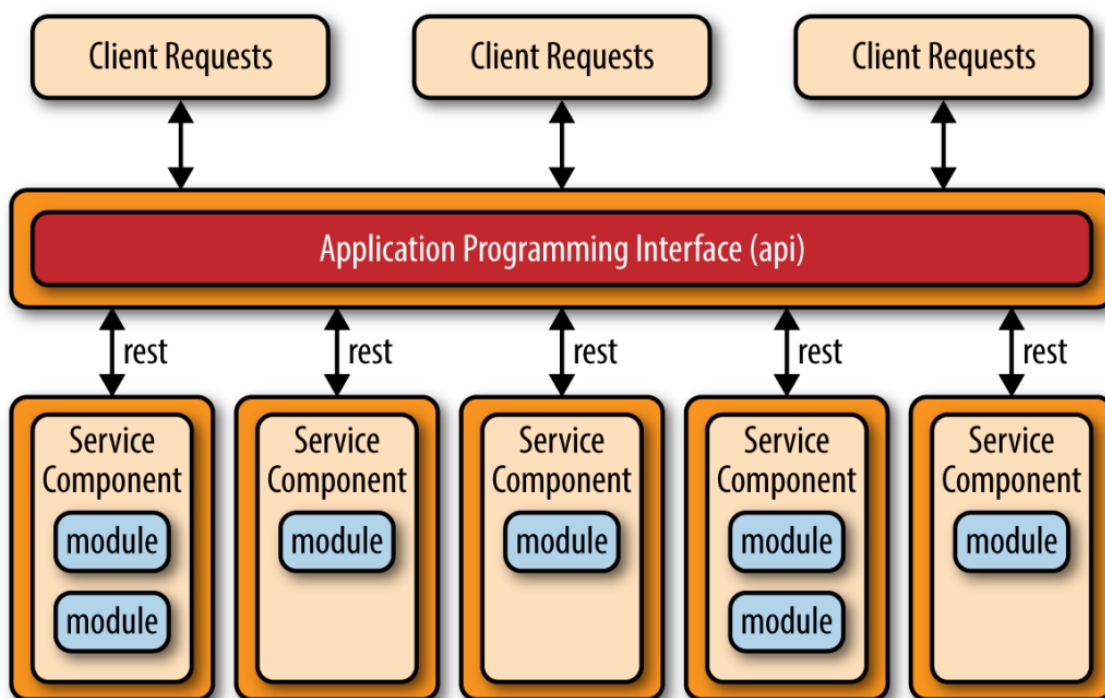 Client Requests
Client Requests
Client Requests
Application Programming Interface (api)
rest
rest
rest
rest
rest
Service
Component
module
module
Service
Component
module
Service
Component
module
Service
Component
module
module
Service
Component
module